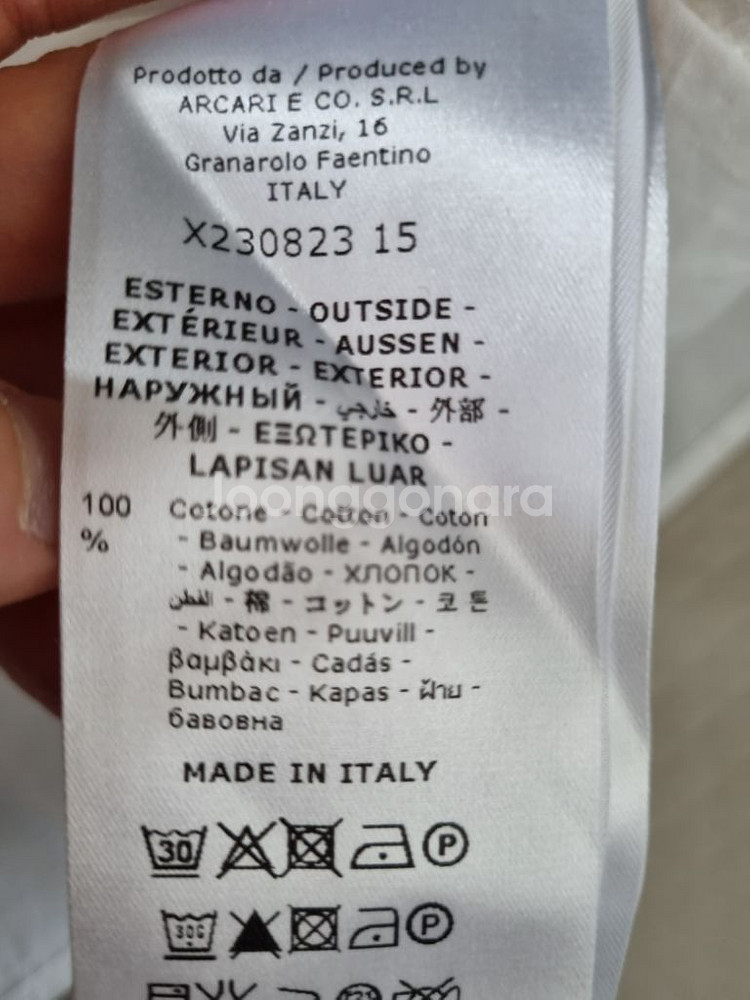 Prodotto da / Produced by
ARCARI E CO. S.R.L
Via Zanzi, 16
Granarolo Faentino
ITALY
X230823 15
ESTERNO - OUTSIDE -
EXTÉRIEUR - AUSSEN -
EXTERIOR - EXTERIOR -
НАРУЖНЫЙ - خارجي - 外部 -
外側 - ΕΞΩΤΕΡΙΚΟ -
LAPISAN LUAR
loonagonara
100 Cotone - Cotton - Coton
% - Baumwolle - Algodón
- Algodão - хлопок -
القطن - 棉 - コットン - 코튼
- Katoen - Puuvill -
βαμβάκι - Cadás -
Bumbac - Kapas - ฝ้าย -
бавовна
MADE IN ITALY
30 P
30C P